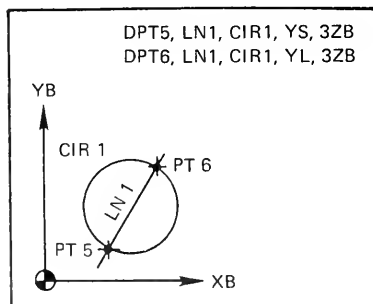 DPT5, LN1, CIR1, YS, 3ZB
DPT6, LN1, CIR1, YL, 3ZB
YB
CIR 1
PT 6
LN 1
PT 5
XB